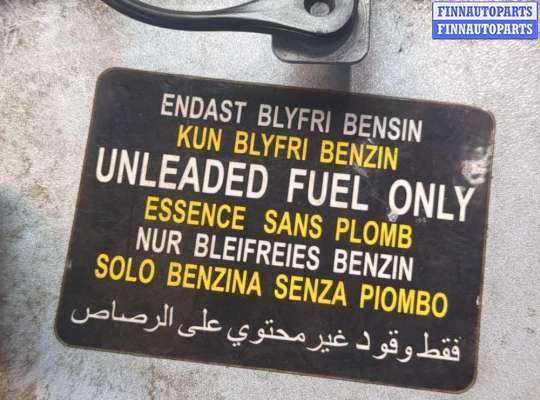 FINNAUTOPARTS
FINNAUTOPARTS
ENDAST BLYFRI BENSIN
KUN BLYFRI BENZIN
UNLEADED FUEL ONLY
ESSENCE SANS PLOMB
NUR BLEIFREIES BENZIN
SOLO BENZINA SENZA PIOMBO
فقط وقود غير محتوي على الرصاص